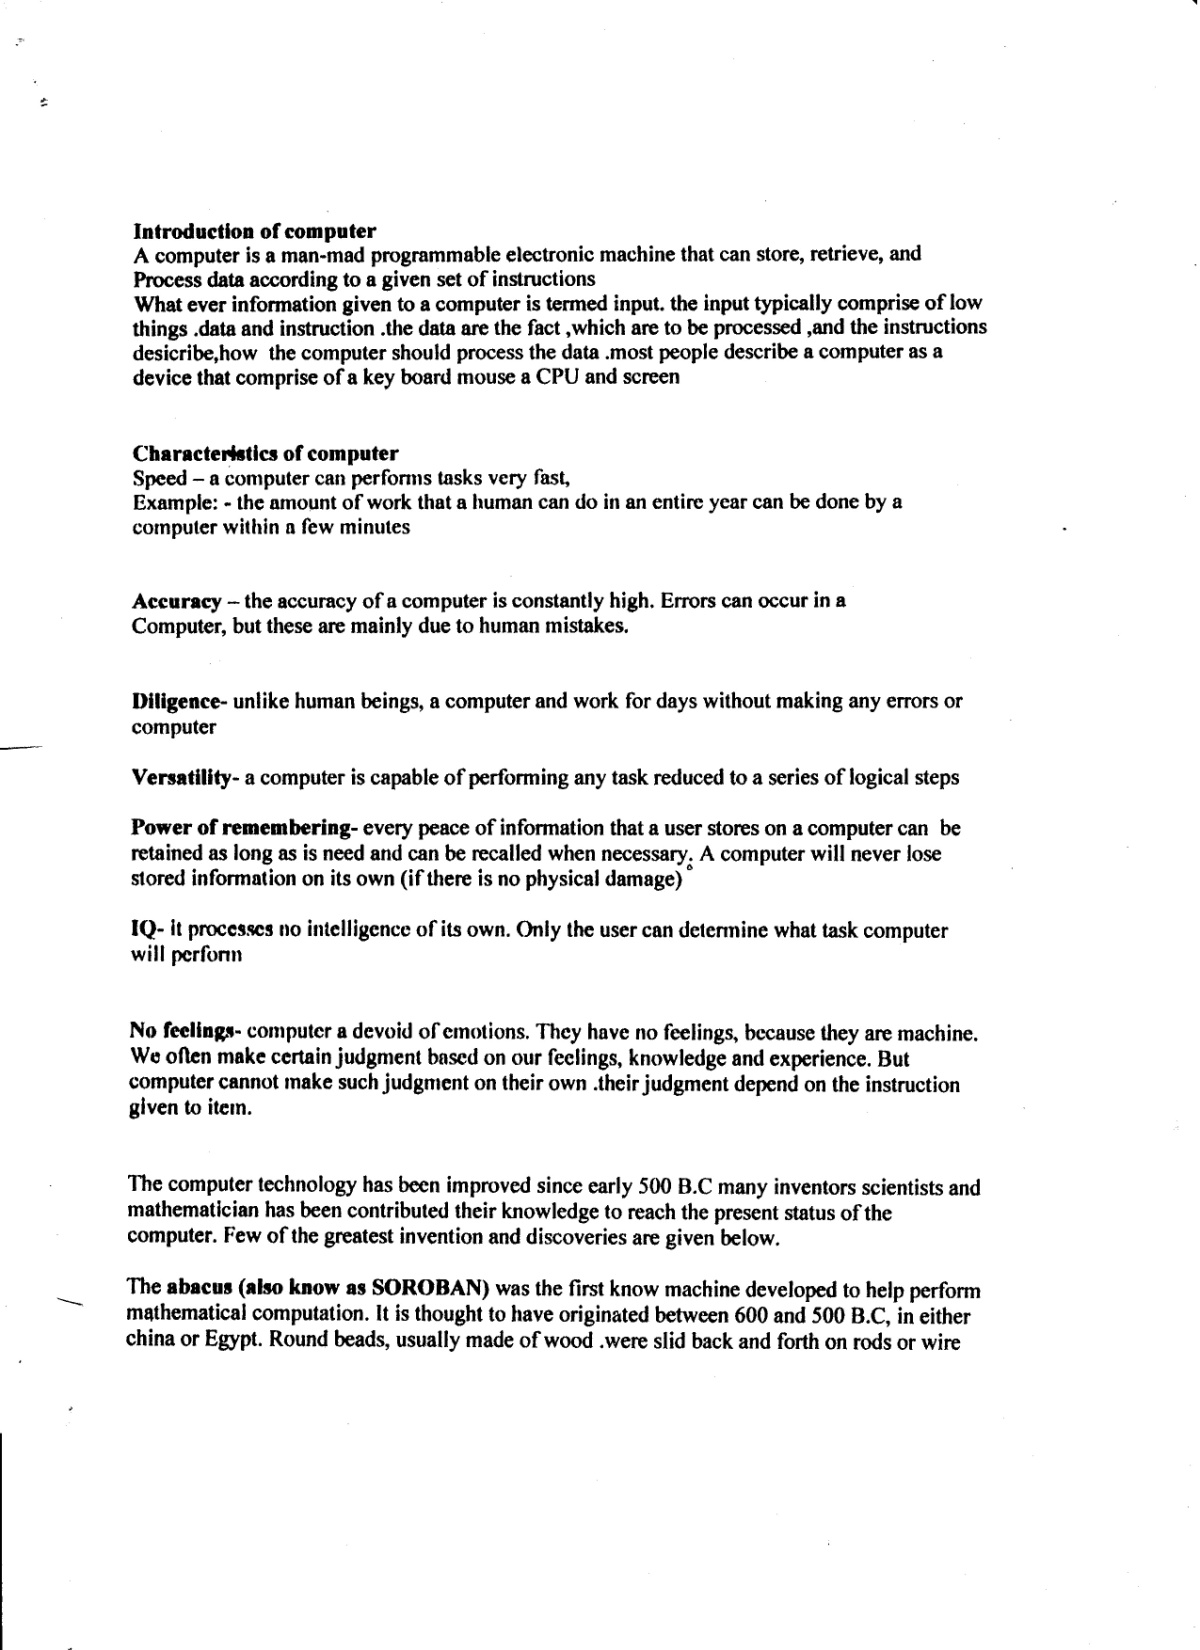 Introduction of computer
A computer is a man-mad programmable electronic machine that can store, retrieve, and
Process data according to a given set of instructions
What ever information given to a computer is termed input. the input typically comprise of low
things .data and instruction .the data are the fact ,which are to be processed ,and the instructions
desicribe,how the computer should process the data .most people describe a computer as a
device that comprise of a key board mouse a CPU and screen
Characteristics of computer
Speed – a computer can performs tasks very fast,
Example: - the amount of work that a human can do in an entire year can be done by a
computer within a few minutes
Accuracy – the accuracy of a computer is constantly high. Errors can occur in a
Computer, but these are mainly due to human mistakes.
Diligence- unlike human beings, a computer and work for days without making any errors or
computer
Versatility- a computer is capable of performing any task reduced to a series of logical steps
Power of remembering- every peace of information that a user stores on a computer can be
retained as long as is need and can be recalled when necessary. A computer will never lose
stored information on its own (if there is no physical damage)
IQ- it processes no intelligence of its own. Only the user can determine what task computer
will perform
No feelings- computer a devoid of emotions. They have no feelings, because they are machine.
We often make certain judgment based on our feelings, knowledge and experience. But
computer cannot make such judgment on their own .their judgment depend on the instruction
given to item.
The computer technology has been improved since early 500 B.C many inventors scientists and
mathematician has been contributed their knowledge to reach the present status of the
computer. Few of the greatest invention and discoveries are given below.
The abacus (also know as SOROBAN) was the first know machine developed to help perform
mathematical computation. It is thought to have originated between 600 and 500 B.C, in either
china or Egypt. Round beads, usually made of wood .were slid back and forth on rods or wire